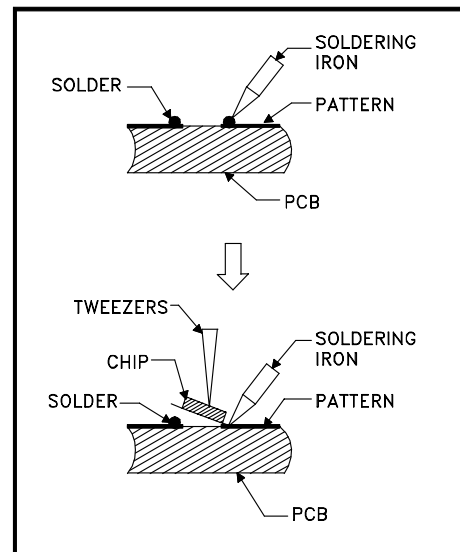 SOLDERING
IRON
SOLDER
PATTERN
PCB
TWEEZERS
SOLDERING
IRON
CHIP
SOLDER
PATTERN
PCB